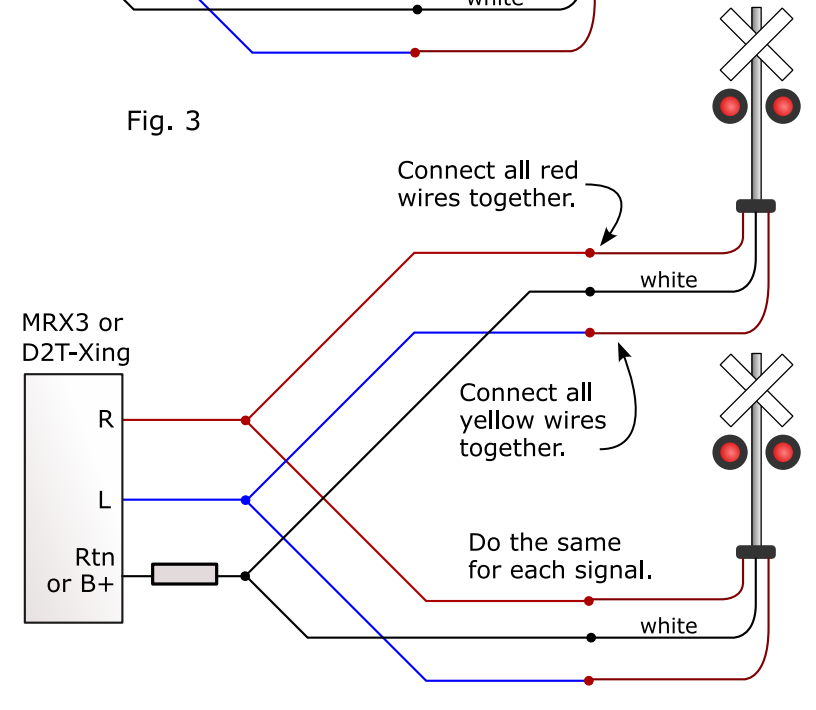 white
Fig. 3
Connect all red
wires together.
white
MRX3 or
D2T-Xing
Connect all
yellow wires
together.
R
L
Rtn
or B+
Do the same
for each signal.
white